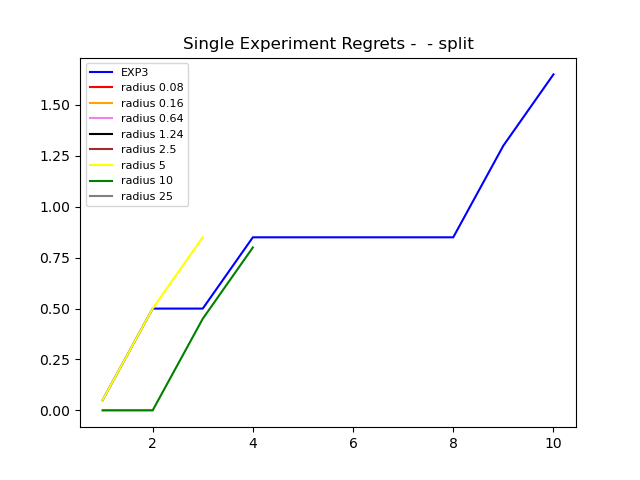 Single Experiment Regrets -  - split
EXP3
radius 0.08
radius 0.16
radius 0.64
radius 1.24
radius 2.5
radius 5
radius 10
radius 25
1.50
1.25
1.00
0.75
0.50
0.25
0.00
2 4 6 8 10